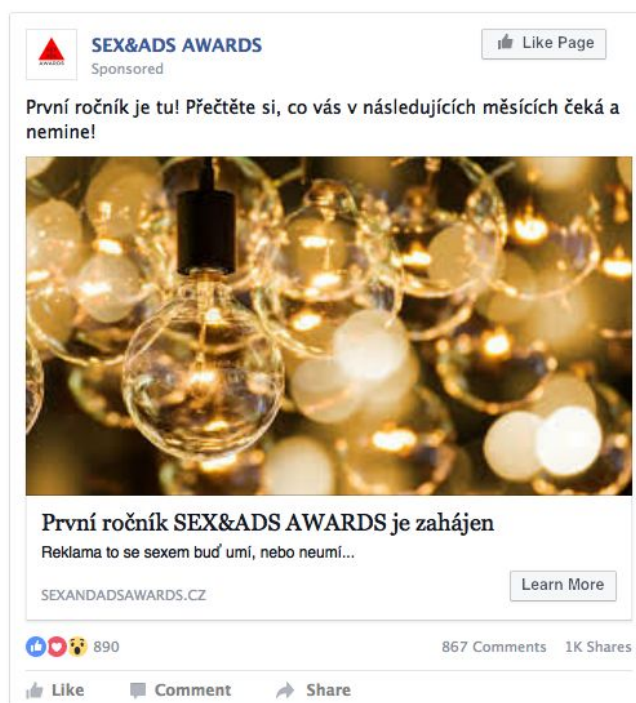 SEX&ADS AWARDS
Like Page
Sponsored
První ročník je tu! Přečtěte si, co vás v následujících měsících čeká a
nemine!
První ročník SEX&ADS AWARDS je zahájen
Reklama to se sexem buď umí, nebo neumí...
SEXANDADSAWARDS.CZ
Learn More
890
867 Comments 1K Shares
Like Comment Share